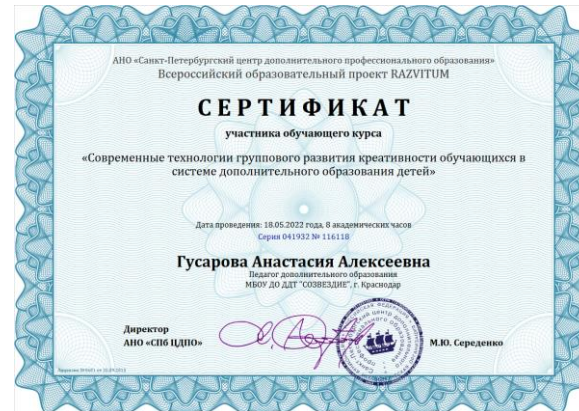 АНО «Санкт-Петербургский центр дополнительного профессионального образования»
Всероссийский образовательный проект RAZVITUM
СЕРТИФИКАТ
участника обучающего курса
«Современные технологии группового развития креативности обучающихся в
системе дополнительного образования детей»
Дата проведения: 18.05.2022 года, 8 академических часов
Серия 041932 № 116118
Гусарова Анастасия Алексеевна
Педагог дополнительного образования
МБОУ ДО ДДТ "СОЗВЕЗДИЕ", г. Краснодар
Директор
АНО «СПб ЦДПО»
М.Ю. Середенко